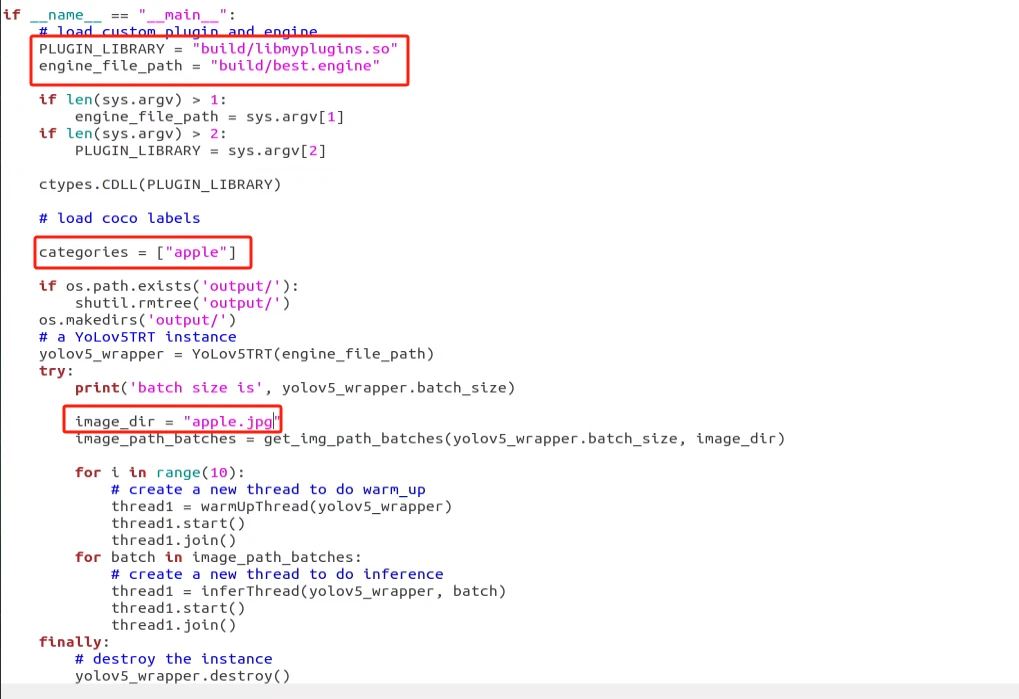 if __name__ == "__main__":
    # load custom plugin and engine
    PLUGIN_LIBRARY = "build/libmyplugins.so"
    engine_file_path = "build/best.engine"
    if len(sys.argv) > 1:
        engine_file_path = sys.argv[1]
    if len(sys.argv) > 2:
        PLUGIN_LIBRARY = sys.argv[2]
    ctypes.CDLL(PLUGIN_LIBRARY)
    # load coco labels
    categories = ["apple"]
    if os.path.exists('output/'):
        shutil.rmtree('output/')
    os.makedirs('output/')
    # a YoLov5TRT instance
    yolov5_wrapper = YoLov5TRT(engine_file_path)
    try:
        print('batch size is', yolov5_wrapper.batch_size)
        image_dir = "apple.jpg"
        image_path_batches = get_img_path_batches(yolov5_wrapper.batch_size, image_dir)
        for i in range(10):
            # create a new thread to do warm_up
            thread1 = warmUpThread(yolov5_wrapper)
            thread1.start()
            thread1.join()
        for batch in image_path_batches:
            # create a new thread to do inference
            thread1 = inferThread(yolov5_wrapper, batch)
            thread1.start()
            thread1.join()
    finally:
        # destroy the instance
        yolov5_wrapper.destroy()